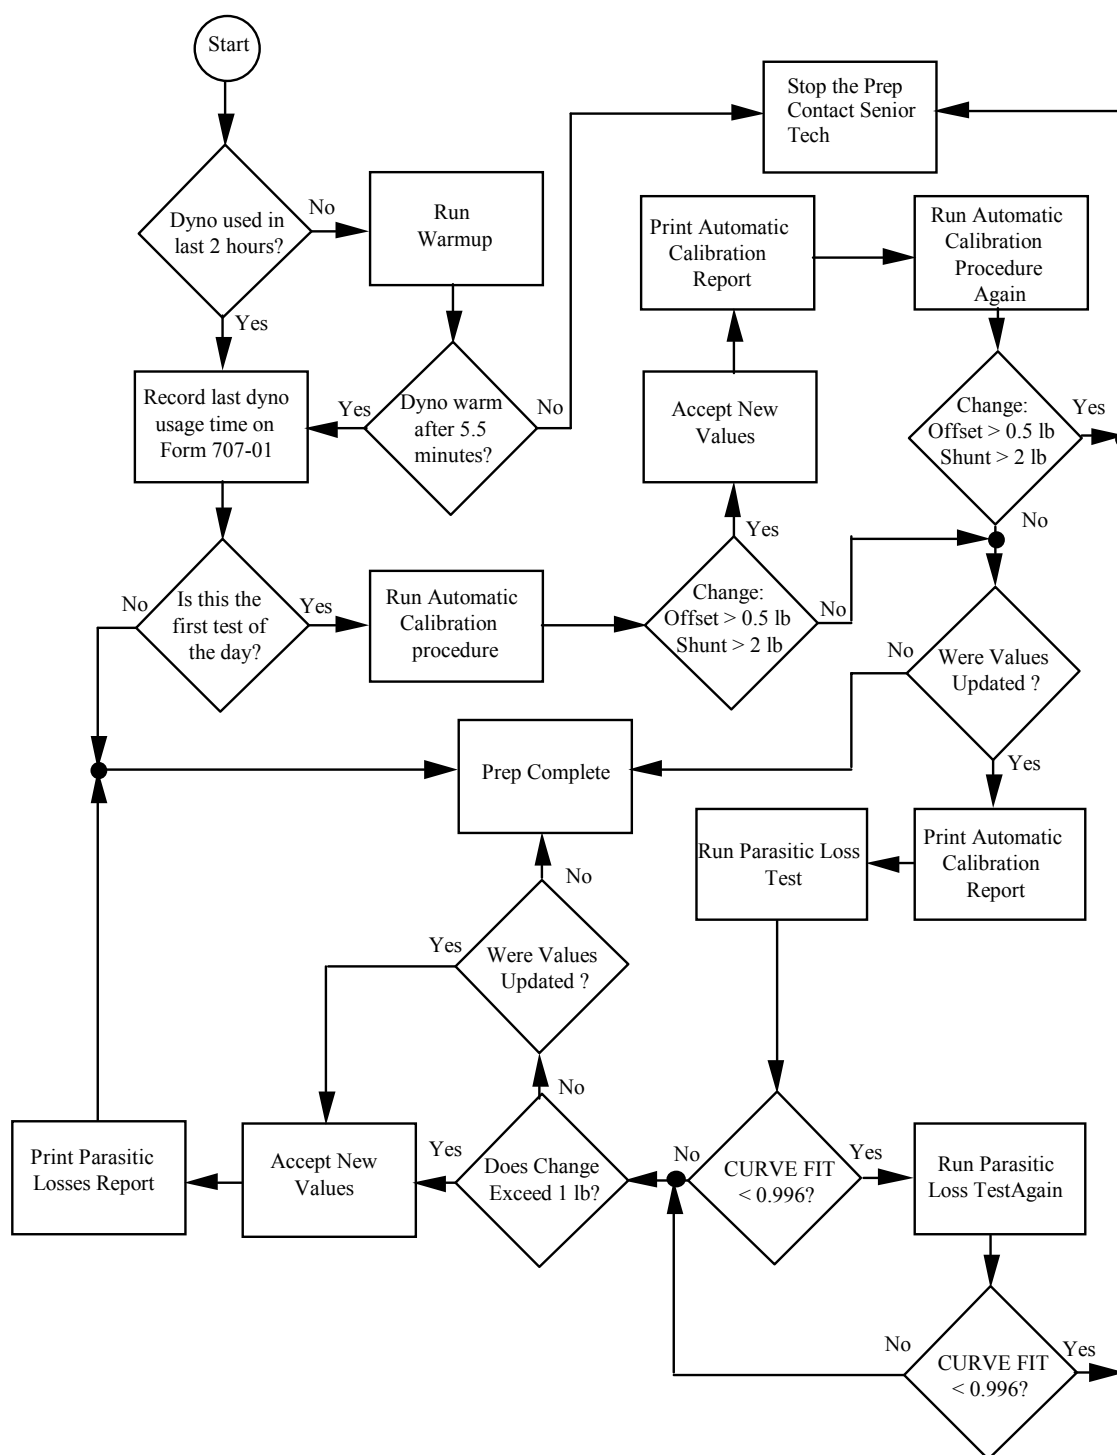 Start
Stop the Prep
Contact Senior
Tech
Dyno used in
last 2 hours?
No
Run
Warmup
Print Automatic
Calibration
Report
Run Automatic
Calibration
Procedure
Again
Yes
Record last dyno
usage time on
Form 707-01
Yes
Dyno warm
after 5.5
minutes?
No
Accept New
Values
Change:
Offset > 0.5 lb
Shunt > 2 lb
Yes
No
Yes
No
Is this the
first test of
the day?
Yes
Run Automatic
Calibration
procedure
Change:
Offset > 0.5 lb
Shunt > 2 lb
No
No
Were Values
Updated ?
Yes
Prep Complete
Run Parasitic Loss
Test
Print Automatic
Calibration
Report
No
Yes
Were Values
Updated ?
No
Print Parasitic
Losses Report
Accept New
Values
Yes
Does Change
Exceed 1 lb?
No
CURVE FIT
< 0.996?
Yes
Run Parasitic
Loss TestAgain
No
CURVE FIT
< 0.996?
Yes